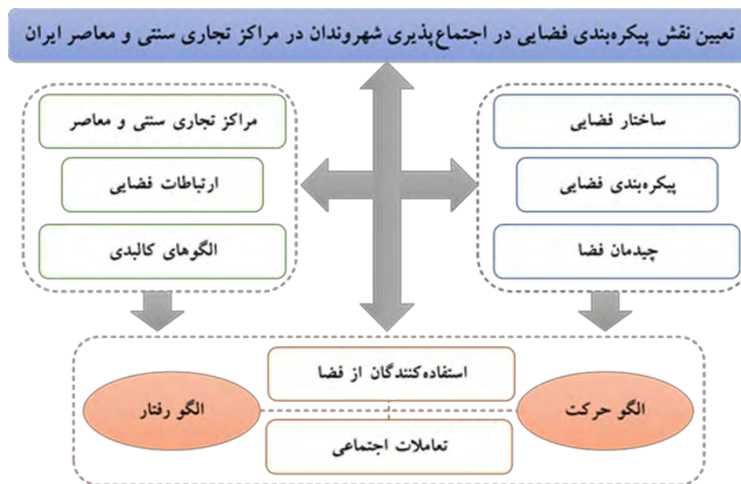 تعیین نقش پیکره‌بندی فضایی در اجتماع‌پذیری شهروندان در مراکز تجاری سنتی و معاصر ایران
ساختار فضایی
پیکره‌بندی فضایی
چیدمان فضا
مراکز تجاری سنتی و معاصر
ارتباطات فضایی
الگوهای کالبدی
استفاده‌کنندگان از فضا
الگو حرکت
الگو رفتار
تعاملات اجتماعی